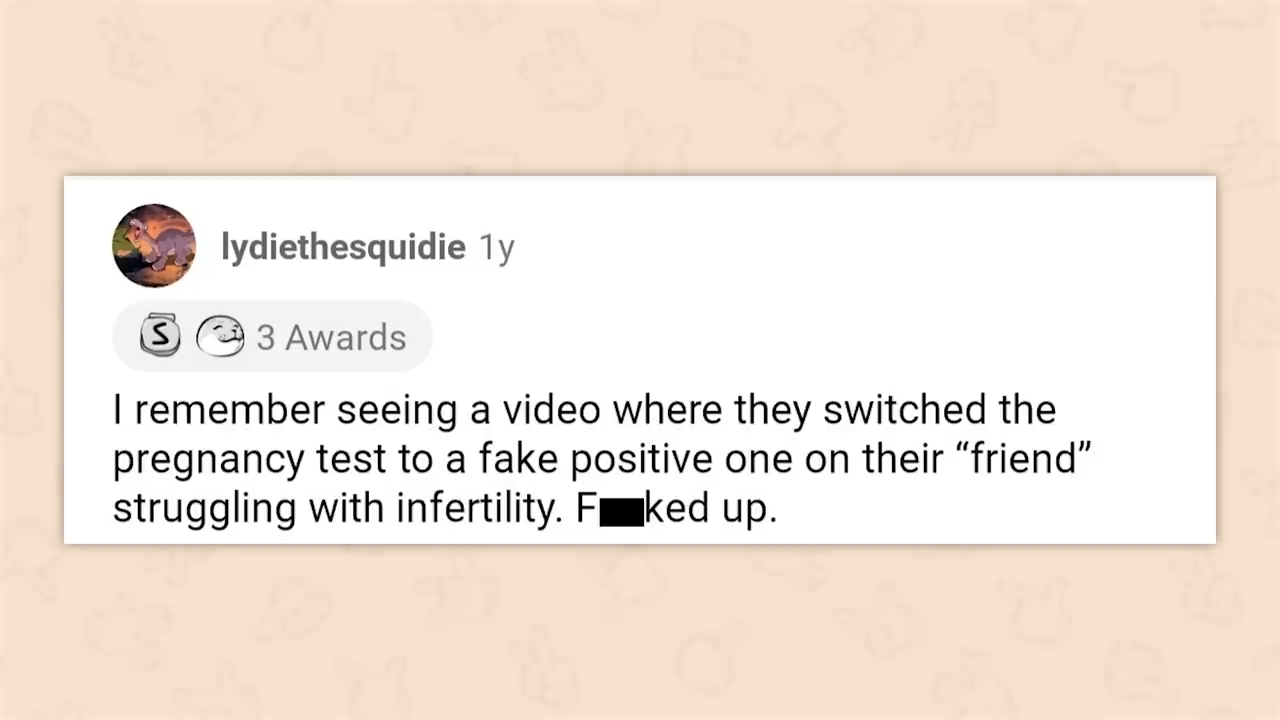 lydiethesquidie 1y
S
3 Awards
I remember seeing a video where they switched the
pregnancy test to a fake positive one on their “friend”
struggling with infertility. F ked up.